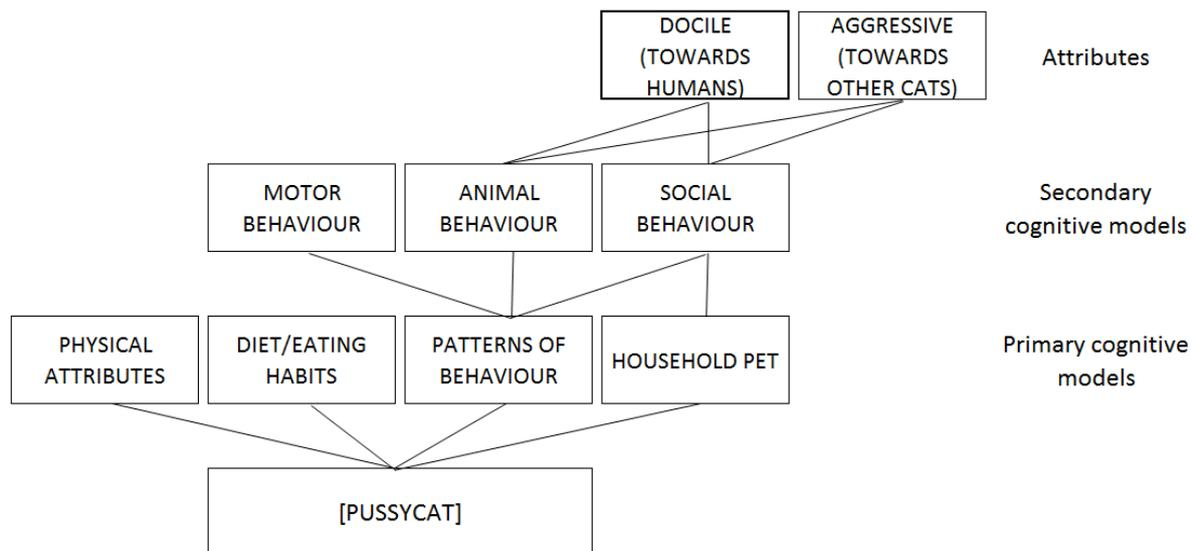 DOCILE
(TOWARDS
HUMANS)
AGGRESSIVE
(TOWARDS
OTHER CATS)
Attributes
MOTOR
BEHAVIOUR
ANIMAL
BEHAVIOUR
SOCIAL
BEHAVIOUR
Secondary
cognitive models
PHYSICAL
ATTRIBUTES
DIET/EATING
HABITS
PATTERNS OF
BEHAVIOUR
HOUSEHOLD PET
Primary cognitive
models
[PUSSYCAT]